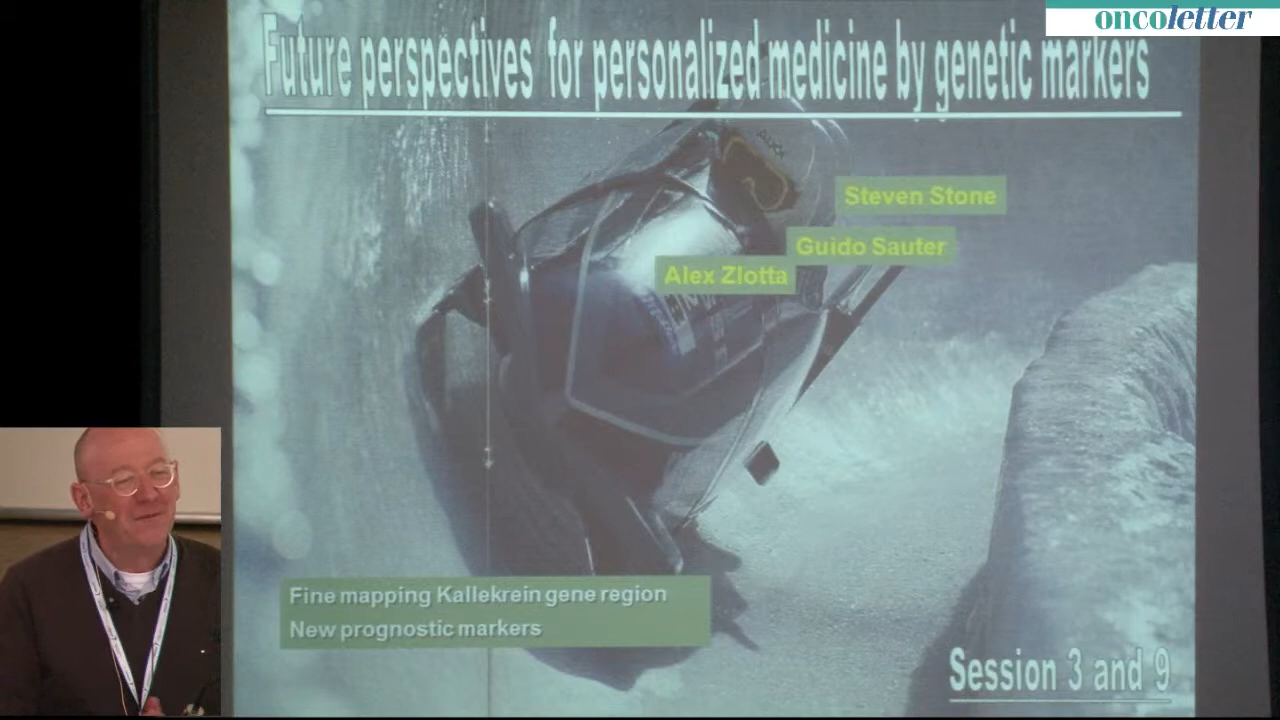 oncoletter
Future perspectives for personalized medicine by genetic markers
Steven Stone
Guido Sauter
Alex Zlotta
Fine mapping Kallekrein gene region
New prognostic markers
Session 3 and 9